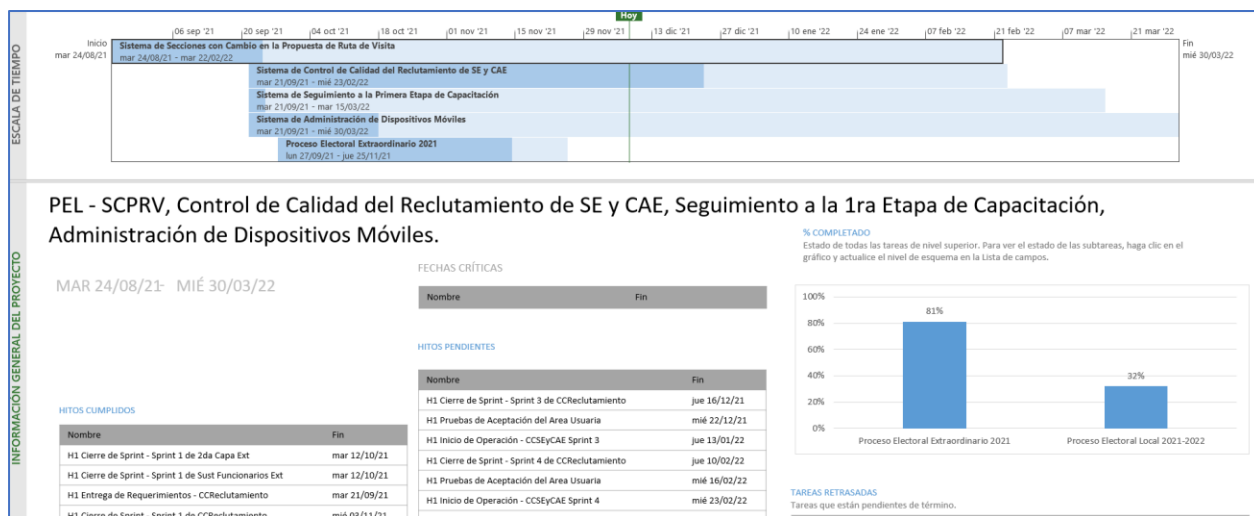 Hoy
06 sep '21
20 sep '21
04 oct '21
18 oct '21
01 nov '21
15 nov '21
29 nov '21
13 dic '21
27 dic '21
10 ene '22
24 ene '22
07 feb '22
21 feb '22
07 mar '22
21 mar '22
ESCALA DE TIEMPO
Inicio
mar 24/08/21
Fin
mié 30/03/22
Sistema de Secciones con Cambio en la Propuesta de Ruta de Visita
mar 24/08/21 - mar 22/02/22
Sistema de Control de Calidad del Reclutamiento de SE y CAE
mar 21/09/21 - mié 23/02/22
Sistema de Seguimiento a la Primera Etapa de Capacitación
mar 21/09/21 - mar 15/03/22
Sistema de Administración de Dispositivos Móviles
mar 21/09/21 - mié 30/03/22
Proceso Electoral Extraordinario 2021
lun 27/09/21 - jue 25/11/21
INFORMACIÓN GENERAL DEL PROYECTO
PEL - SCPRV, Control de Calidad del Reclutamiento de SE y CAE, Seguimiento a la 1ra Etapa de Capacitación,
Administración de Dispositivos Móviles.
MAR 24/08/21- MIÉ 30/03/22
HITOS CUMPLIDOS
Nombre Fin
H1 Cierre de Sprint - Sprint 1 de 2da Capa Ext mar 12/10/21
H1 Cierre de Sprint - Sprint 1 de Sust Funcionarios Ext mar 12/10/21
H1 Entrega de Requerimientos - CCReclutamiento mar 21/09/21
H1 Cierre de Sprint - Sprint 1 de CCReclutamiento mié 03/11/21
FECHAS CRÍTICAS
Nombre Fin
HITOS PENDIENTES
Nombre Fin
H1 Cierre de Sprint - Sprint 3 de CCReclutamiento jue 16/12/21
H1 Pruebas de Aceptación del Area Usuaria mié 22/12/21
H1 Inicio de Operación - CCSEyCAE Sprint 3 jue 13/01/22
H1 Cierre de Sprint - Sprint 4 de CCReclutamiento jue 10/02/22
H1 Pruebas de Aceptación del Area Usuaria mié 16/02/22
H1 Inicio de Operación - CCSEyCAE Sprint 4 mié 23/02/22
% COMPLETADO
Estado de todas las tareas de nivel superior. Para ver el estado de las subtareas, haga clic en el
gráfico y actualice el nivel de esquema en la Lista de campos.
100%
80%
60%
40%
20%
0%
81%
32%
Proceso Electoral Extraordinario 2021
Proceso Electoral Local 2021-2022
TAREAS RETRASADAS
Tareas que están pendientes de término.